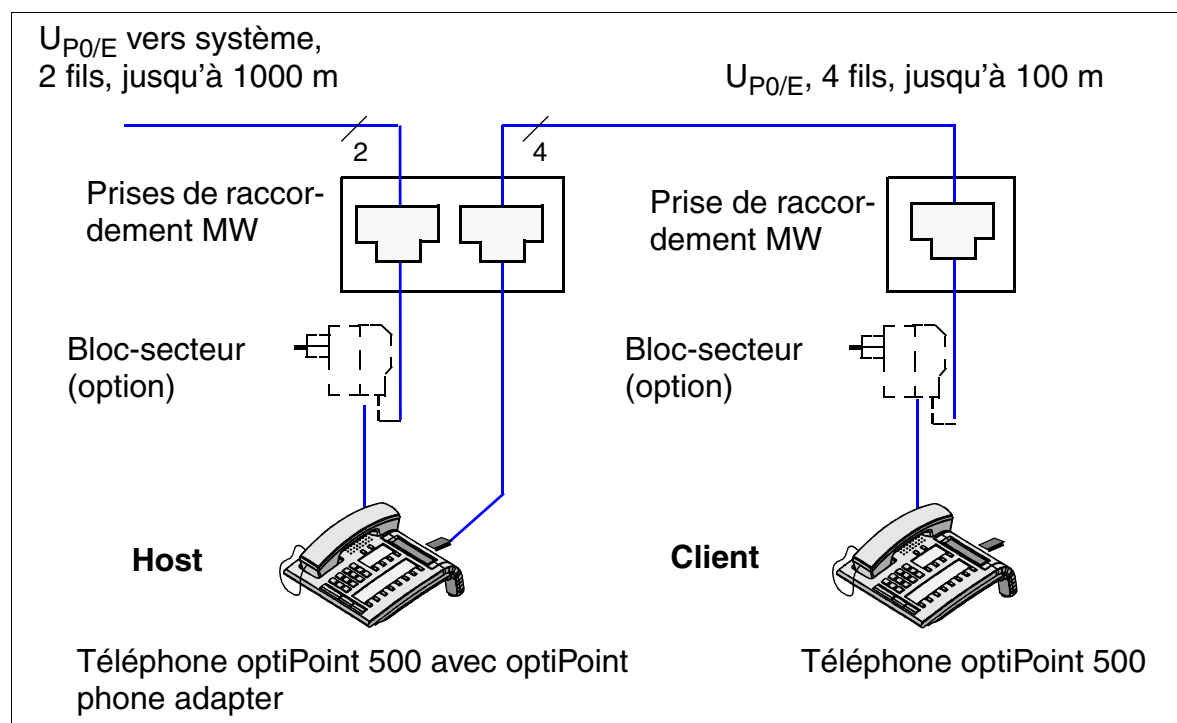 UP0/E vers système,
2 fils, jusqu'à 1000 m
UP0/E, 4 fils, jusqu'à 100 m
2
4
Prises de raccor-
dement MW
Prise de raccor-
dement MW
Bloc-secteur
(option)
Bloc-secteur
(option)
Host
Client
Téléphone optiPoint 500 avec optiPoint
phone adapter
Téléphone optiPoint 500